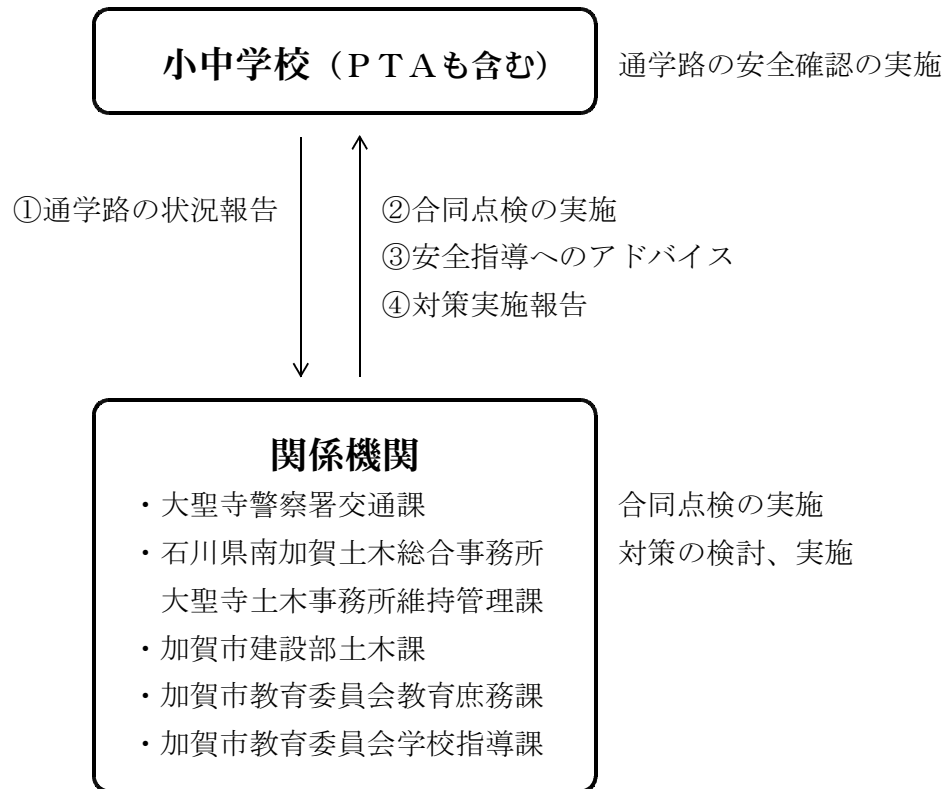 小中学校（ＰＴＡも含む）
通学路の安全確認の実施
①通学路の状況報告
②合同点検の実施
③安全指導へのアドバイス
④対策実施報告
関係機関
・大聖寺警察署交通課
・石川県南加賀土木総合事務所
大聖寺土木事務所維持管理課
・加賀市建設部土木課
・加賀市教育委員会教育庶務課
・加賀市教育委員会学校指導課
合同点検の実施
対策の検討、実施